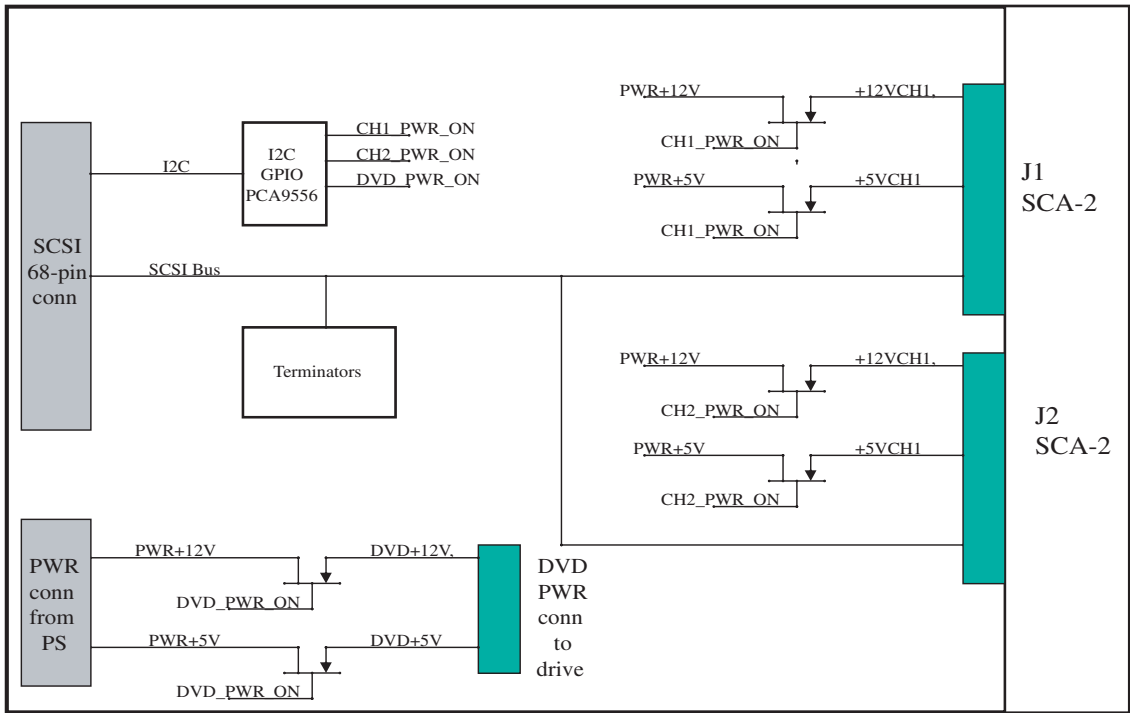 PWR+12V
+12VCH1,
CH1_PWR_ON
PWR+5V
+5VCH1
CH1_PWR_ON
J1
SCA-2
SCSI
68-pin
conn
I2C
I2C
GPIO
PCA9556
CH1_PWR_ON
CH2_PWR_ON
DVD_PWR_ON
SCSI Bus
Terminators
PWR+12V
+12VCH1,
CH2_PWR_ON
PWR+5V
+5VCH1
CH2_PWR_ON
J2
SCA-2
PWR
conn
from
PS
PWR+12V
DVD+12V,
DVD_PWR_ON
PWR+5V
DVD+5V
DVD_PWR_ON
DVD
PWR
conn
to
drive